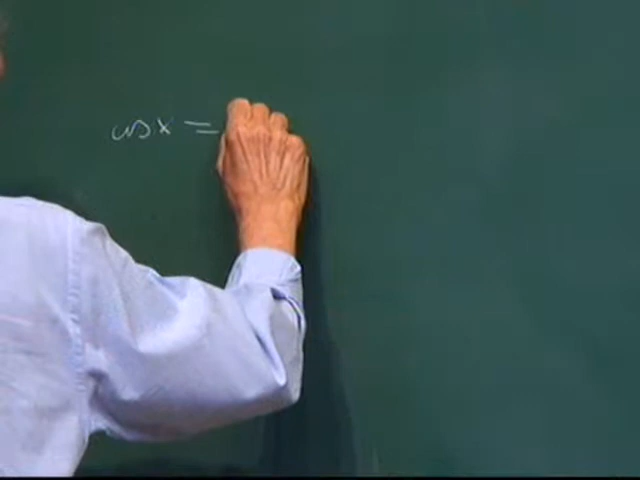 cos x =